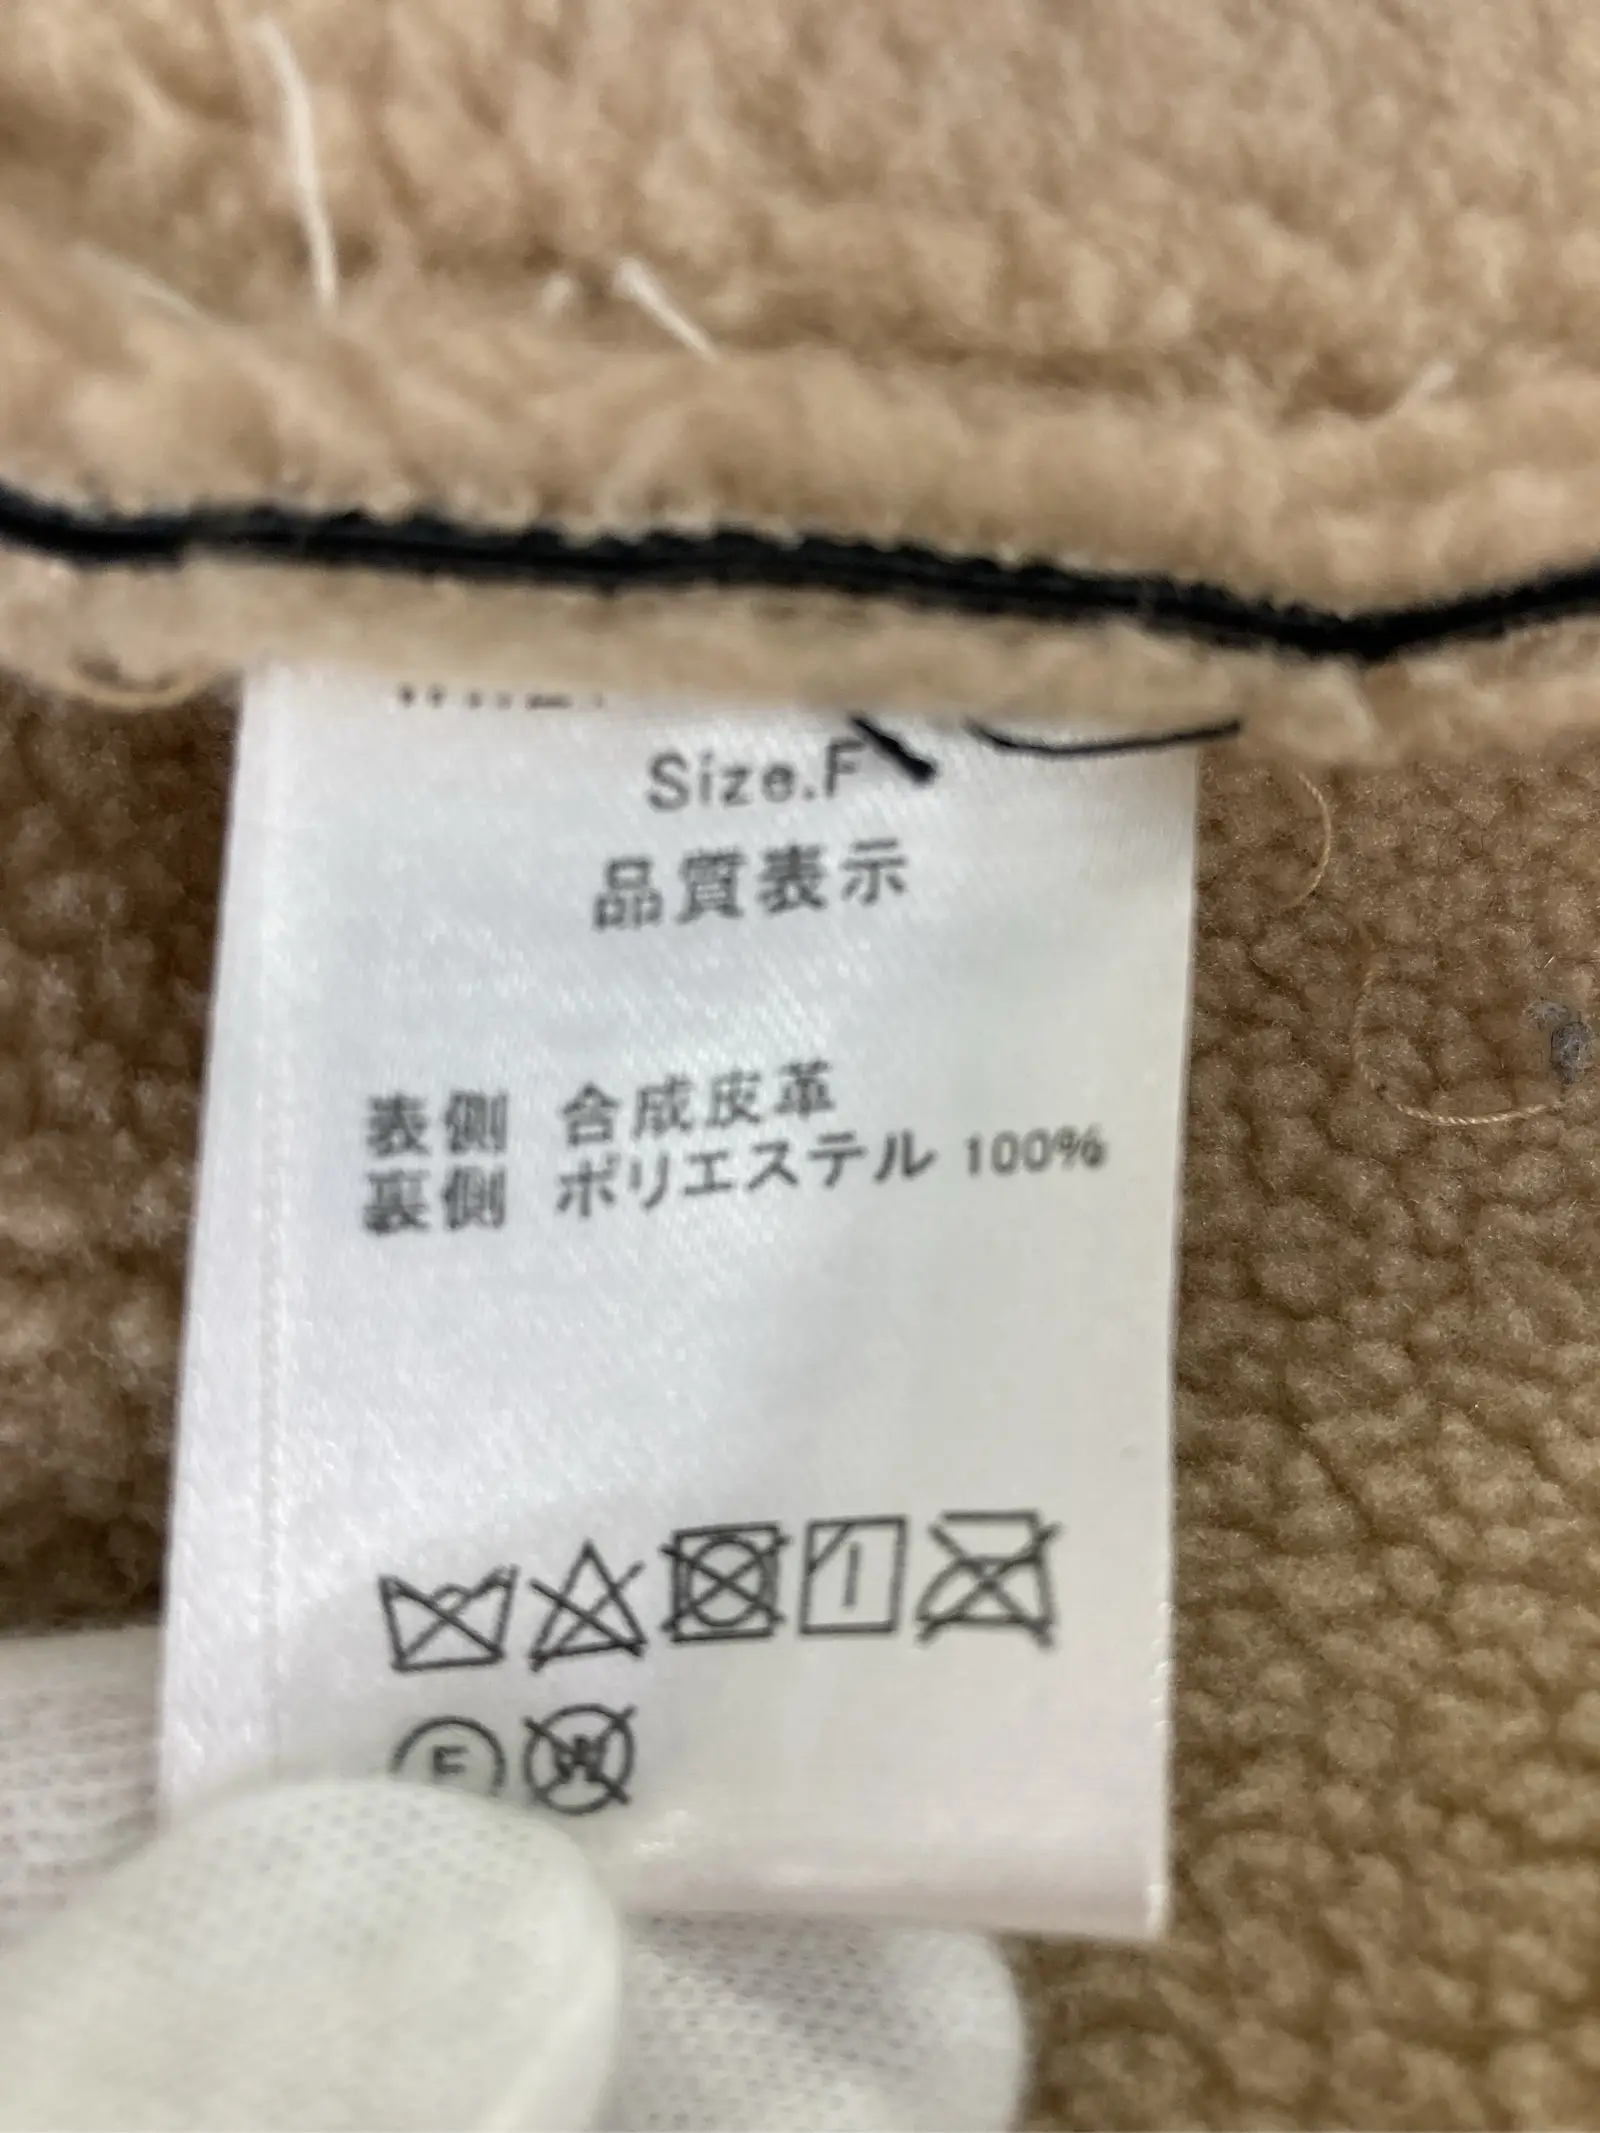 Size.F
品質表示
表側 合成皮革
裏側 ポリエステル 100%
F
W